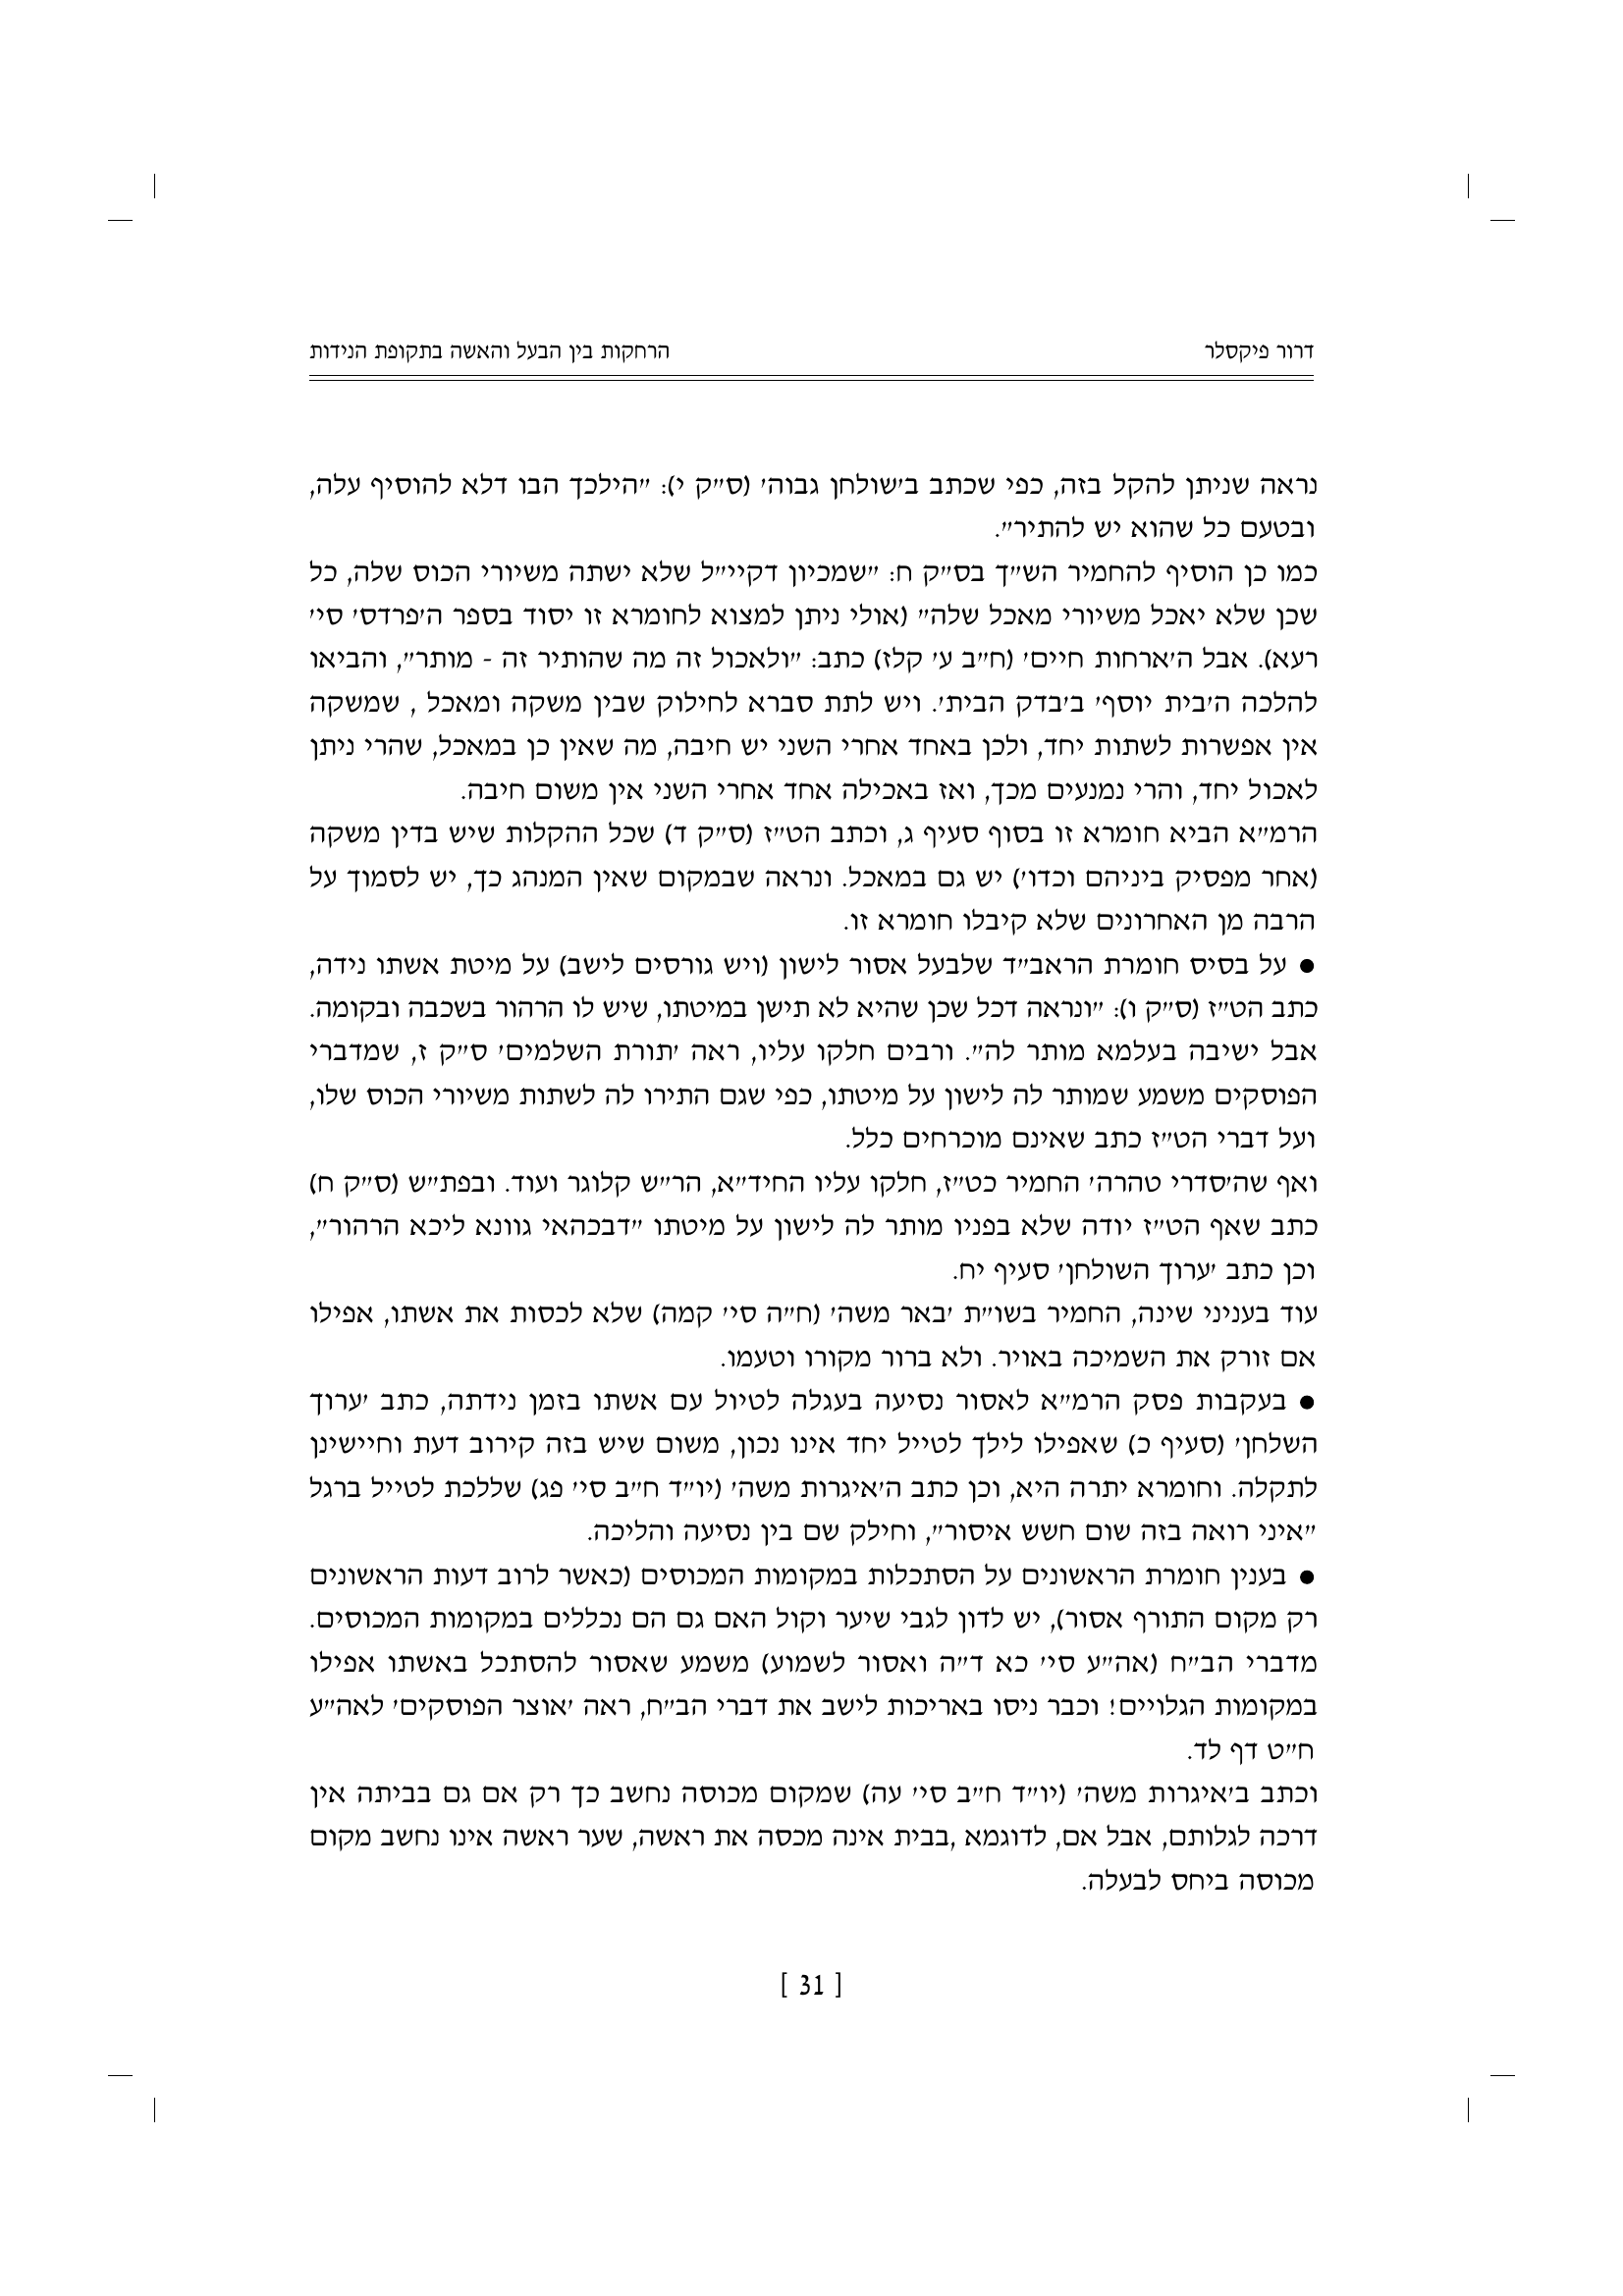 דרור פיקסלר
הרחקות בין הבעל והאשה בתקופת הנידות
נראה שניתן להקל בזה, כפי שכתב ב'שולחן גבוה' (ס"ק י): "הילכך הבו דלא להוסיף עלה,
ובטעם כל שהוא יש להתיר".
כמו כן הוסיף להחמיר הש"ך בס"ק ח: "שמכיון דקיי"ל שלא ישתה משיורי הכוס שלה, כל
שכן שלא יאכל משיורי מאכל שלה" (אולי ניתן למצוא לחומרא זו יסוד בספר ה'פרדס' סי'
רעא). אבל ה'ארחות חיים' (ח"ב ע' קלז) כתב: "ולאכול זה מה שהותיר זה - מותר", והביאו
להלכה ה'בית יוסף' ב'בדק הבית'. ויש לתת סברא לחילוק שבין משקה ומאכל , שמשקה
אין אפשרות לשתות יחד, ולכן באחד אחרי השני יש חיבה, מה שאין כן במאכל, שהרי ניתן
לאכול יחד, והרי נמנעים מכך, ואז באכילה אחד אחרי השני אין משום חיבה.
הרמ"א הביא חומרא זו בסוף סעיף ג, וכתב הט"ז (ס"ק ד) שכל ההקלות שיש בדין משקה
(אחר מפסיק ביניהם וכדו') יש גם במאכל. ונראה שבמקום שאין המנהג כך, יש לסמוך על
הרבה מן האחרונים שלא קיבלו חומרא זו.
● על בסיס חומרת הראב"ד שלבעל אסור לישון (ויש גורסים לישב) על מיטת אשתו נידה,
כתב הט"ז (ס"ק ו): "ונראה דכל שכן שהיא לא תישן במיטתו, שיש לו הרהור בשכבה ובקומה.
אבל ישיבה בעלמא מותר לה". ורבים חלקו עליו, ראה 'תורת השלמים' ס"ק ז, שמדברי
הפוסקים משמע שמותר לה לישון על מיטתו, כפי שגם התירו לה לשתות משיורי הכוס שלו,
ועל דברי הט"ז כתב שאינם מוכרחים כלל.
ואף שה'סדרי טהרה' החמיר כט"ז, חלקו עליו החיד"א, הר"ש קלוגר ועוד. ובפת"ש (ס"ק ח)
כתב שאף הט"ז יודה שלא בפניו מותר לה לישון על מיטתו "דבכהאי גוונא ליכא הרהור",
וכן כתב 'ערוך השולחן' סעיף יח.
עוד בעניני שינה, החמיר בשו"ת 'באר משה' (ח"ה סי' קמה) שלא לכסות את אשתו, אפילו
אם זורק את השמיכה באויר. ולא ברור מקורו וטעמו.
● בעקבות פסק הרמ"א לאסור נסיעה בעגלה לטיול עם אשתו בזמן נידתה, כתב 'ערוך
השלחן' (סעיף כ) שאפילו לילך לטייל יחד אינו נכון, משום שיש בזה קירוב דעת וחיישינן
לתקלה. וחומרא יתרה היא, וכן כתב ה'איגרות משה' (יו"ד ח"ב סי' פג) שללכת לטייל ברגל
"איני רואה בזה שום חשש איסור", וחילק שם בין נסיעה והליכה.
● בענין חומרת הראשונים על הסתכלות במקומות המכוסים (כאשר לרוב דעות הראשונים
רק מקום התורף אסור), יש לדון לגבי שיער וקול האם גם הם נכללים במקומות המכוסים.
מדברי הב"ח (אה"ע סי' כא ד"ה ואסור לשמוע) משמע שאסור להסתכל באשתו אפילו
במקומות הגלויים! וכבר ניסו באריכות לישב את דברי הב"ח, ראה 'אוצר הפוסקים' לאה"ע
ח"ט דף לד.
וכתב ב'איגרות משה' (יו"ד ח"ב סי' עה) שמקום מכוסה נחשב כך רק אם גם בביתה אין
דרכה לגלותם, אבל אם, לדוגמא ,בבית אינה מכסה את ראשה, שער ראשה אינו נחשב מקום
מכוסה ביחס לבעלה.
[ 31 ]